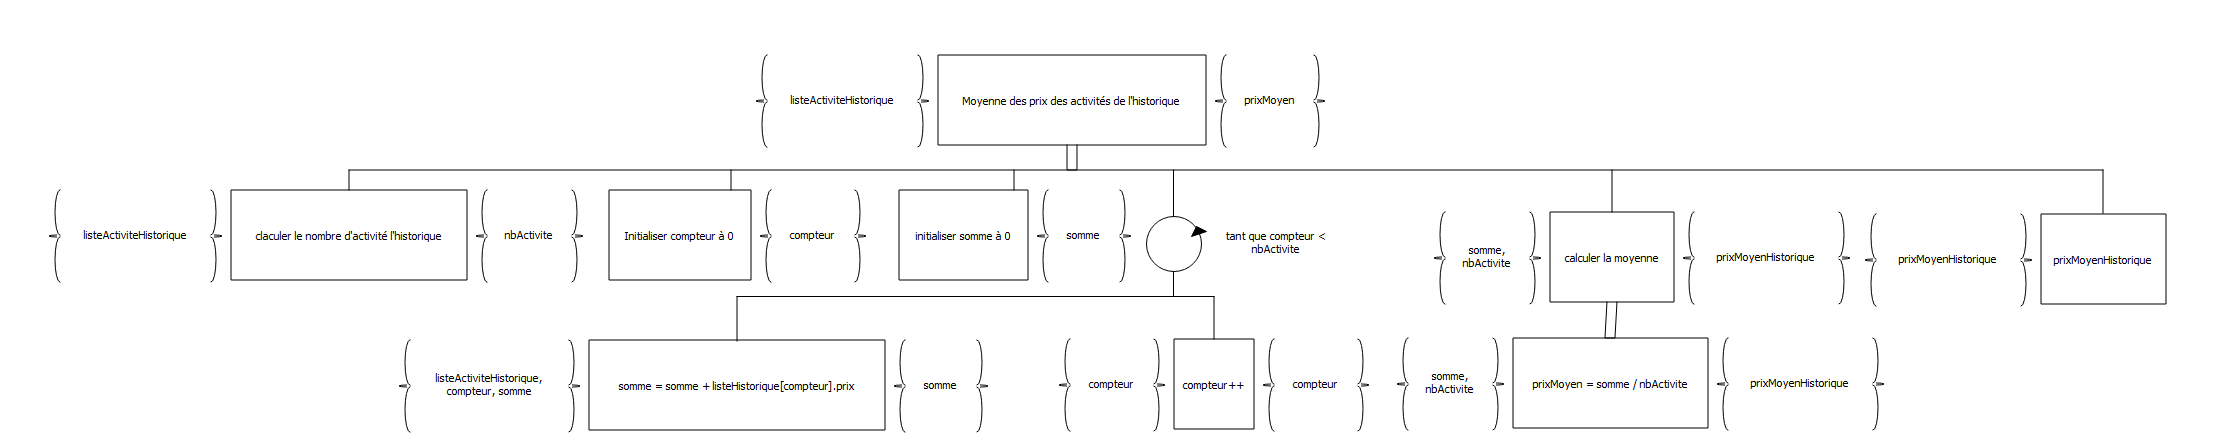 listeActiviteHistorique
Moyenne des prix des activités de l'historique
prixMoyen
listeActiviteHistorique
claculer le nombre d'activité l'historique
nbActivite
Initialiser compteur à 0
compteur
initialiser somme à 0
somme
tant que compteur <
nbActivite
somme,
nbActivite
calculer la moyenne
prixMoyenHistorique
prixMoyenHistorique
prixMoyenHistorique
listeActiviteHistorique,
compteur, somme
somme = somme + listeHistorique[compteur].prix
somme
compteur
compteur++
compteur
somme,
nbActivite
prixMoyen = somme / nbActivite
prixMoyenHistorique